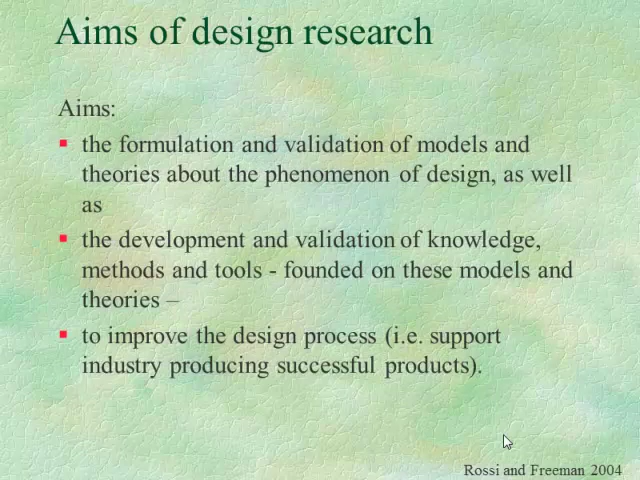 Aims of design research
Aims:
the formulation and validation of models and
theories about the phenomenon of design, as well
as
the development and validation of knowledge,
methods and tools - founded on these models and
theories –
to improve the design process (i.e. support
industry producing successful products).
Rossi and Freeman 2004